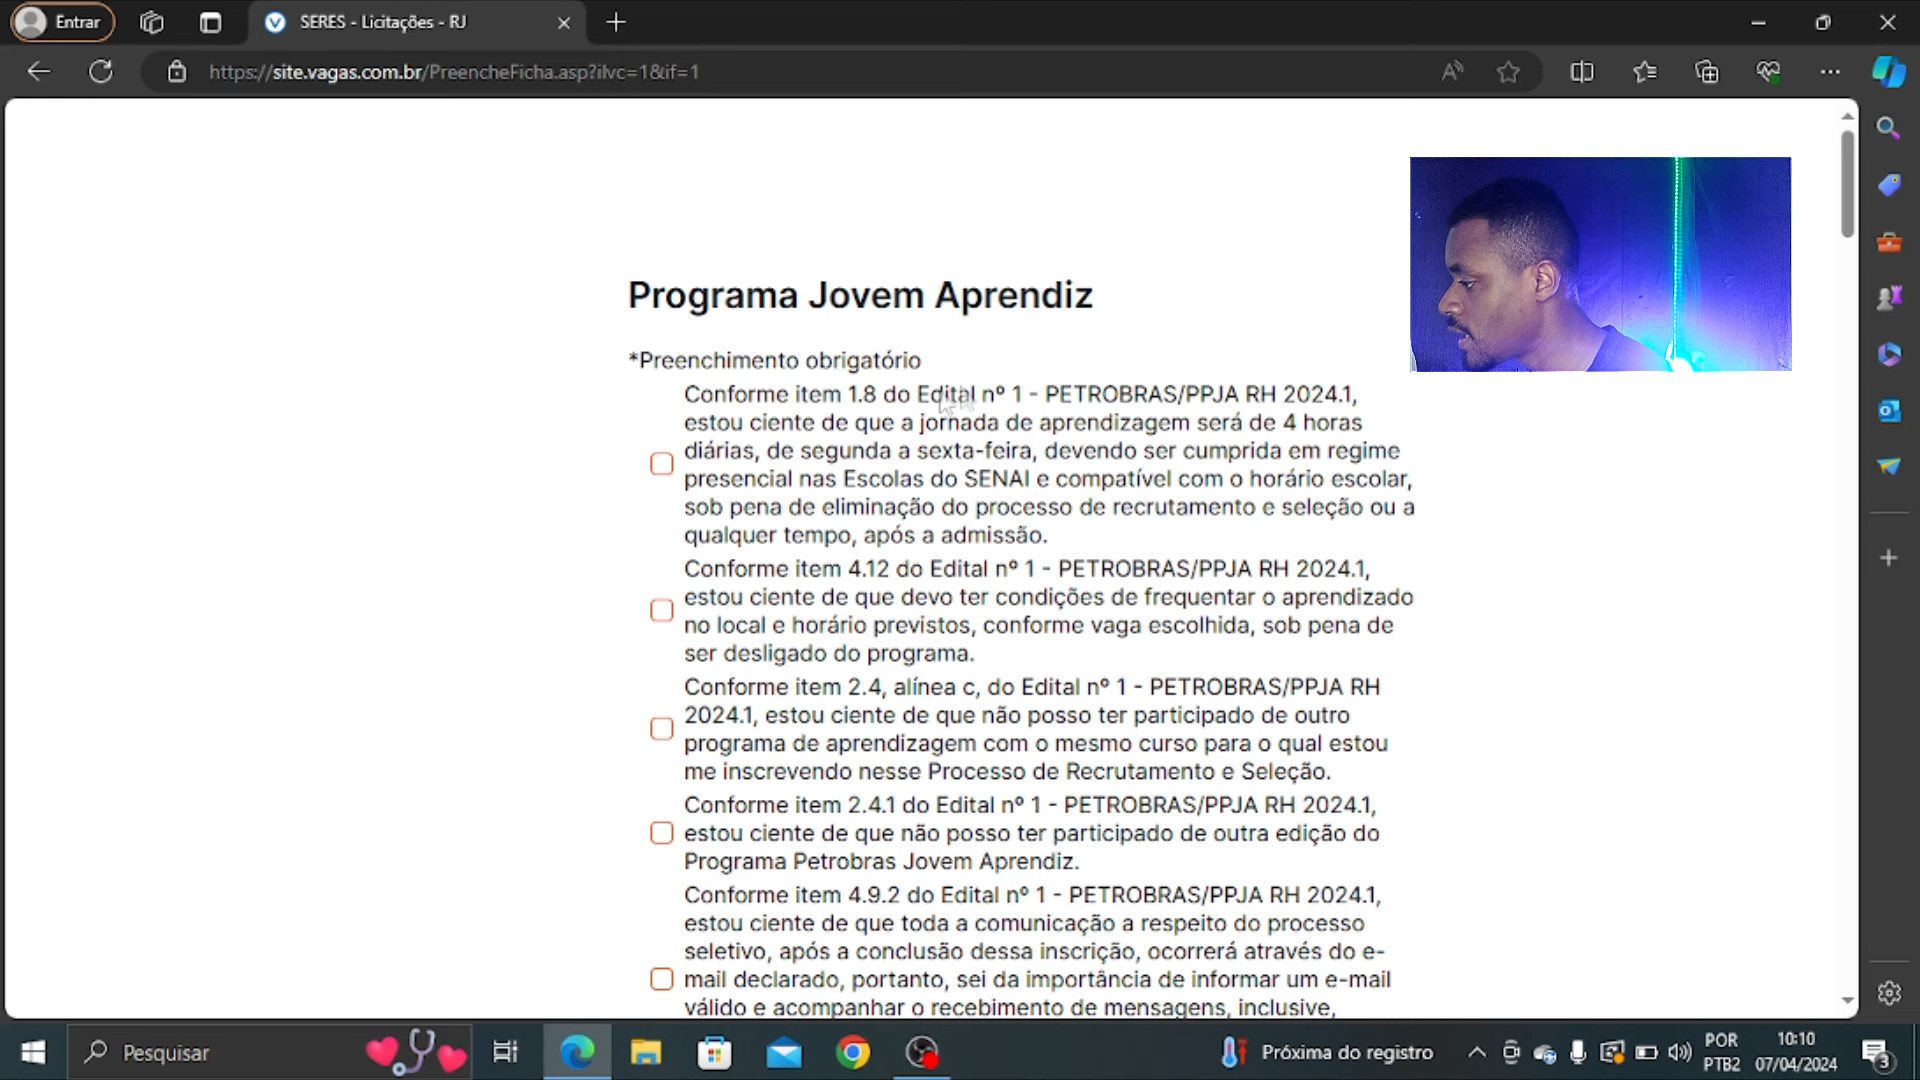 Entrar
SERES - Licitações - RJ
https://site.vagas.com.br/PreencheFicha.asp?ilvc=1&if=1
Programa Jovem Aprendiz
*Preenchimento obrigatório
Conforme item 1.8 do Edital nº 1 - PETROBRAS/PPJA RH 2024.1,
estou ciente de que a jornada de aprendizagem será de 4 horas
diárias, de segunda a sexta-feira, devendo ser cumprida em regime
presencial nas Escolas do SENAI e compatível com o horário escolar,
sob pena de eliminação do processo de recrutamento e seleção ou a
qualquer tempo, após a admissão.
Conforme item 4.12 do Edital nº 1 - PETROBRAS/PPJA RH 2024.1,
estou ciente de que devo ter condições de frequentar o aprendizado
no local e horário previstos, conforme vaga escolhida, sob pena de
ser desligado do programa.
Conforme item 2.4, alínea c, do Edital nº 1 - PETROBRAS/PPJA RH
2024.1, estou ciente de que não posso ter participado de outro
programa de aprendizagem com o mesmo curso para o qual estou
me inscrevendo nesse Processo de Recrutamento e Seleção.
Conforme item 2.4.1 do Edital nº 1 - PETROBRAS/PPJA RH 2024.1,
estou ciente de que não posso ter participado de outra edição do
Programa Petrobras Jovem Aprendiz.
Conforme item 4.9.2 do Edital nº 1 - PETROBRAS/PPJA RH 2024.1,
estou ciente de que toda a comunicação a respeito do processo
seletivo, após a conclusão dessa inscrição, ocorrerá através do e-
mail declarado, portanto, sei da importância de informar um e-mail
válido e acompanhar o recebimento de mensagens, inclusive,
Pesquisar
Próxima do registro
POR
PTB2
10:10
07/04/2024
3